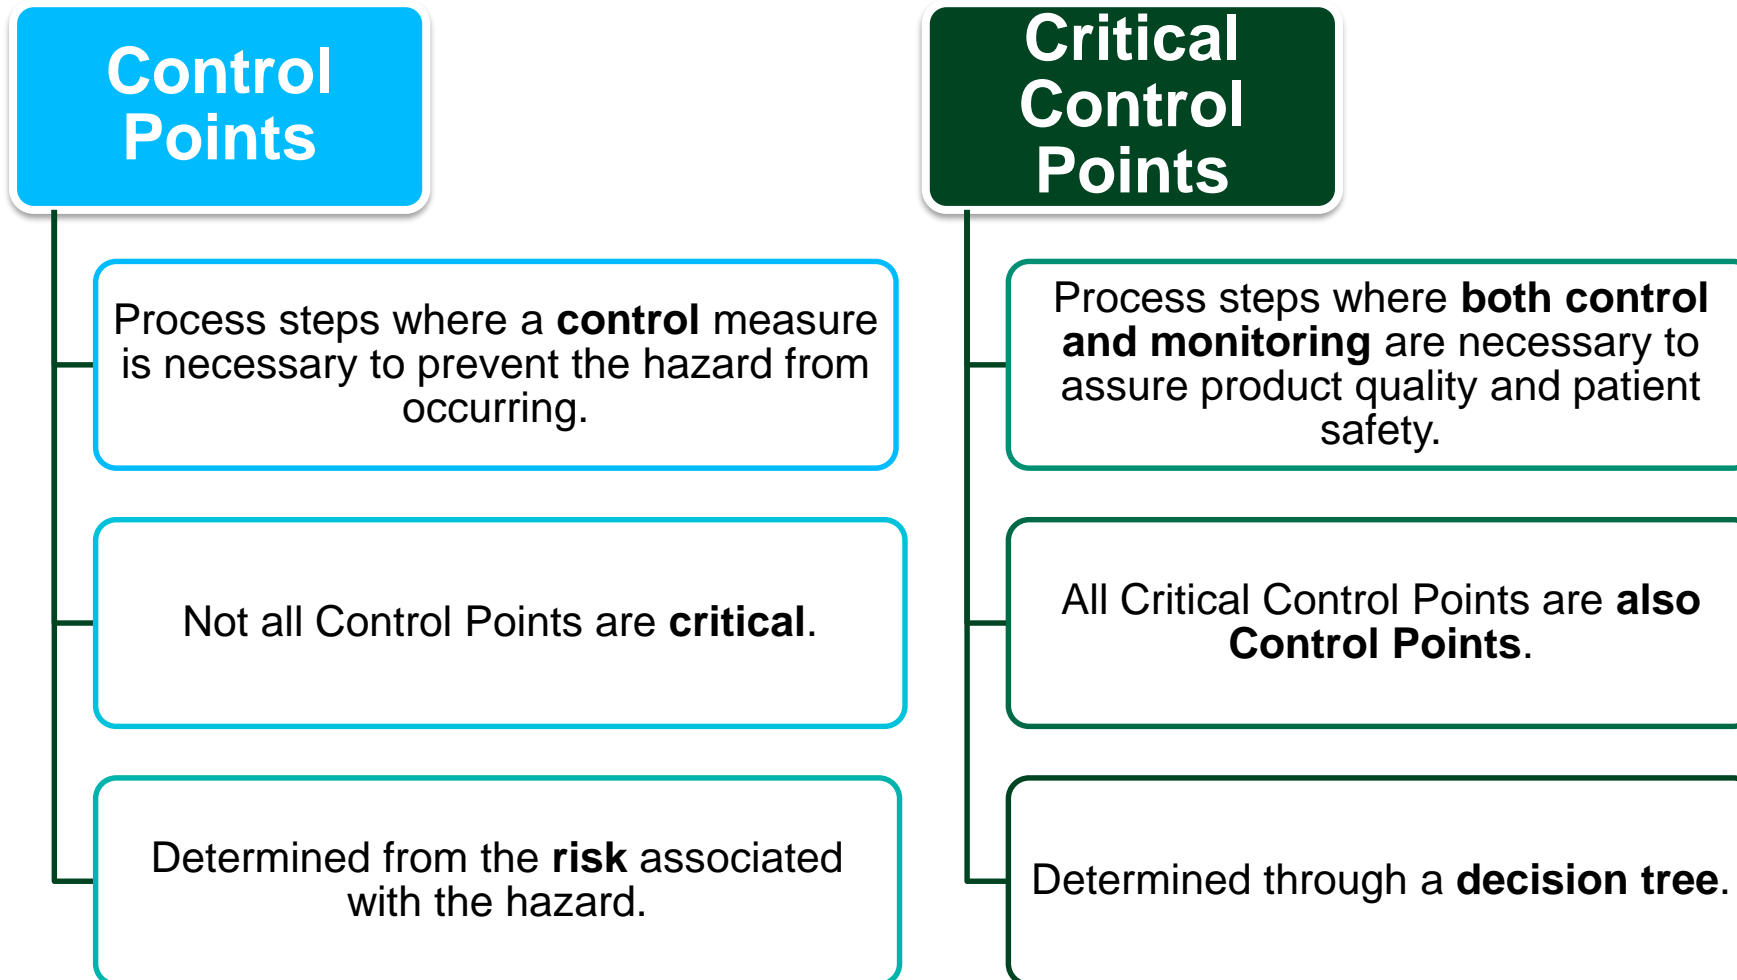 Control
Points
Process steps where a control measure
is necessary to prevent the hazard from
occurring.
Not all Control Points are critical.
Determined from the risk associated
with the hazard.
Critical
Control
Points
Process steps where both control
and monitoring are necessary to
assure product quality and patient
safety.
All Critical Control Points are also
Control Points.
Determined through a decision tree.